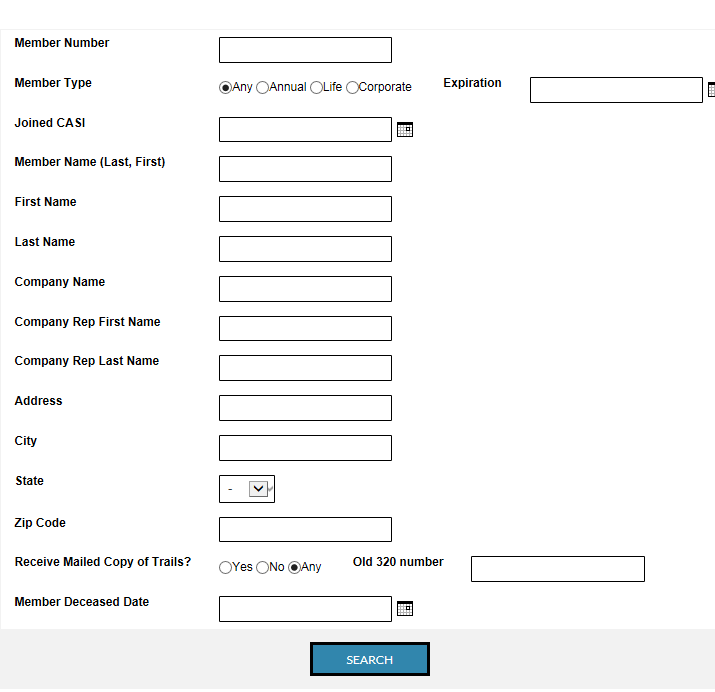 Member Number
Member Type Any Annual Life Corporate Expiration
Joined CASI
Member Name (Last, First)
First Name
Last Name
Company Name
Company Rep First Name
Company Rep Last Name
Address
City
State -
Zip Code
Receive Mailed Copy of Trails? Yes No Any Old 320 number
Member Deceased Date
SEARCH